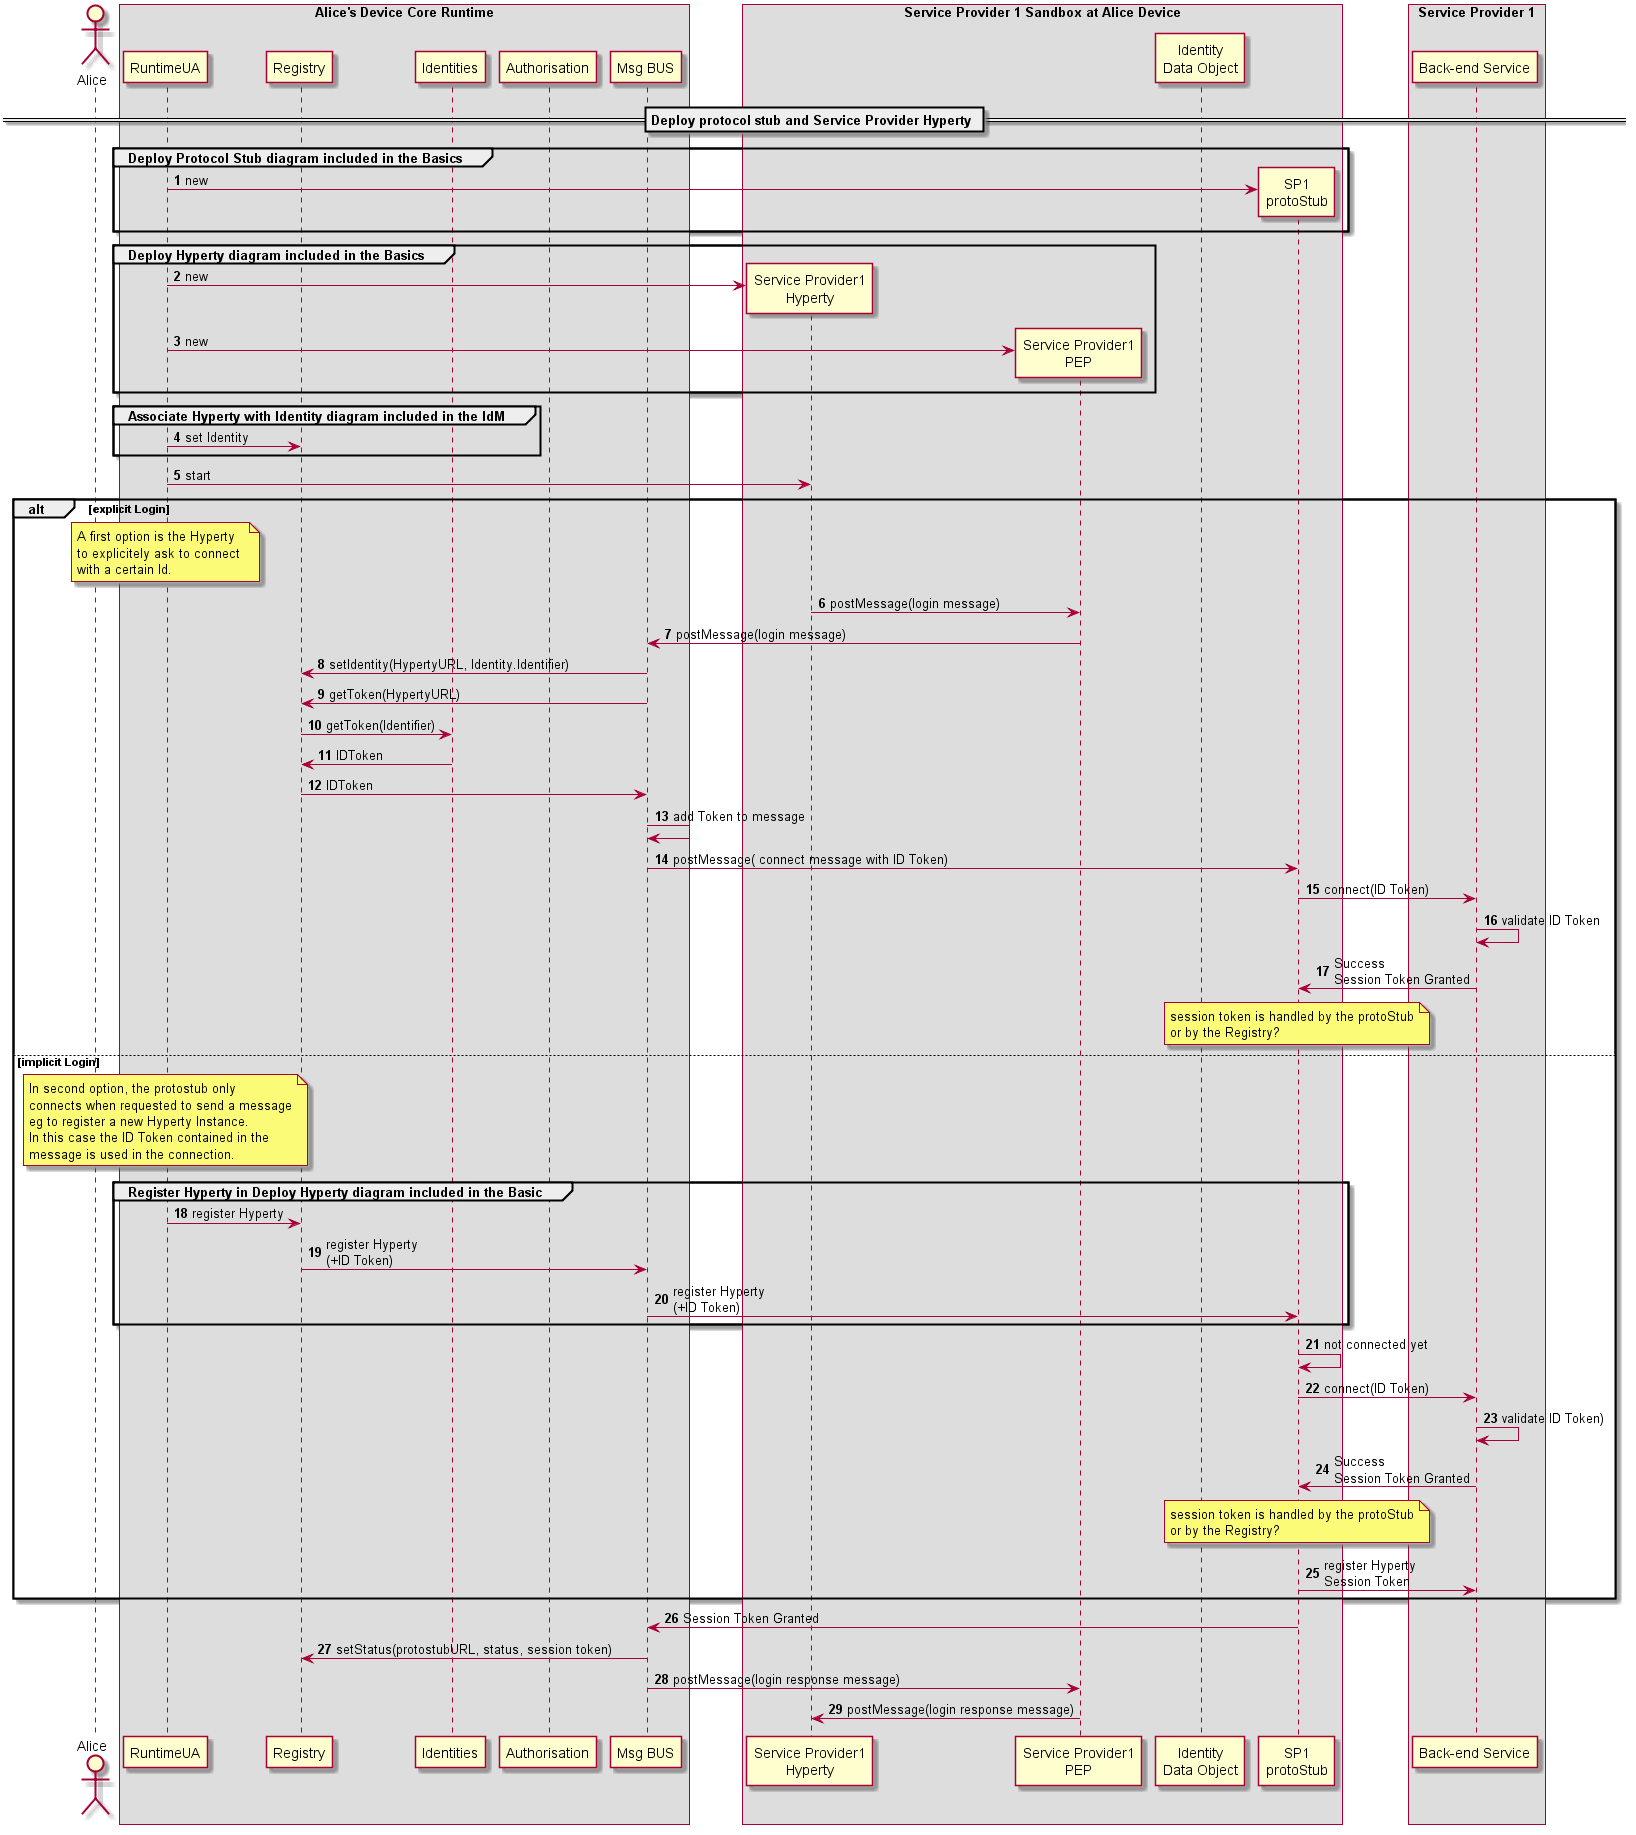 Alice's Device Core Runtime
Service Provider 1 Sandbox at Alice Device
Service Provider 1
Alice
RuntimeUA
Registry
Identities
Authorisation
Msg BUS
Identity
Data Object
Back-end Service
Deploy protocol stub and Service Provider Hyperty
Deploy Protocol Stub diagram included in the Basics
1 new
SP1
protoStub
Deploy Hyperty diagram included in the Basics
2 new
Service Provider1
Hyperty
3 new
Service Provider1
PEP
Associate Hyperty with Identity diagram included in the IdM
4 set Identity
5 start
alt [explicit Login]
A first option is the Hyperty
to explicitely ask to connect
with a certain Id.
6 postMessage(login message)
7 postMessage(login message)
8 setIdentity(HypertyURL, Identity.Identifier)
9 getToken(HypertyURL)
10 getToken(Identifier)
11 IDToken
12 IDToken
13 add Token to message
14 postMessage( connect message with ID Token)
15 connect(ID Token)
16 validate ID Token
17 Success
Session Token Granted
session token is handled by the protoStub
or by the Registry?
[implicit Login]
In second option, the protostub only
connects when requested to send a message
eg to register a new Hyperty Instance.
In this case the ID Token contained in the
message is used in the connection.
Register Hyperty in Deploy Hyperty diagram included in the Basic
18 register Hyperty
19 register Hyperty
(+ID Token)
20 register Hyperty
(+ID Token)
21 not connected yet
22 connect(ID Token)
23 validate ID Token)
24 Success
Session Token Granted
session token is handled by the protoStub
or by the Registry?
25 register Hyperty
Session Token
26 Session Token Granted
27 setStatus(protostubURL, status, session token)
28 postMessage(login response message)
29 postMessage(login response message)
Alice
RuntimeUA
Registry
Identities
Authorisation
Msg BUS
Service Provider1
Hyperty
Service Provider1
PEP
Identity
Data Object
SP1
protoStub
Back-end Service